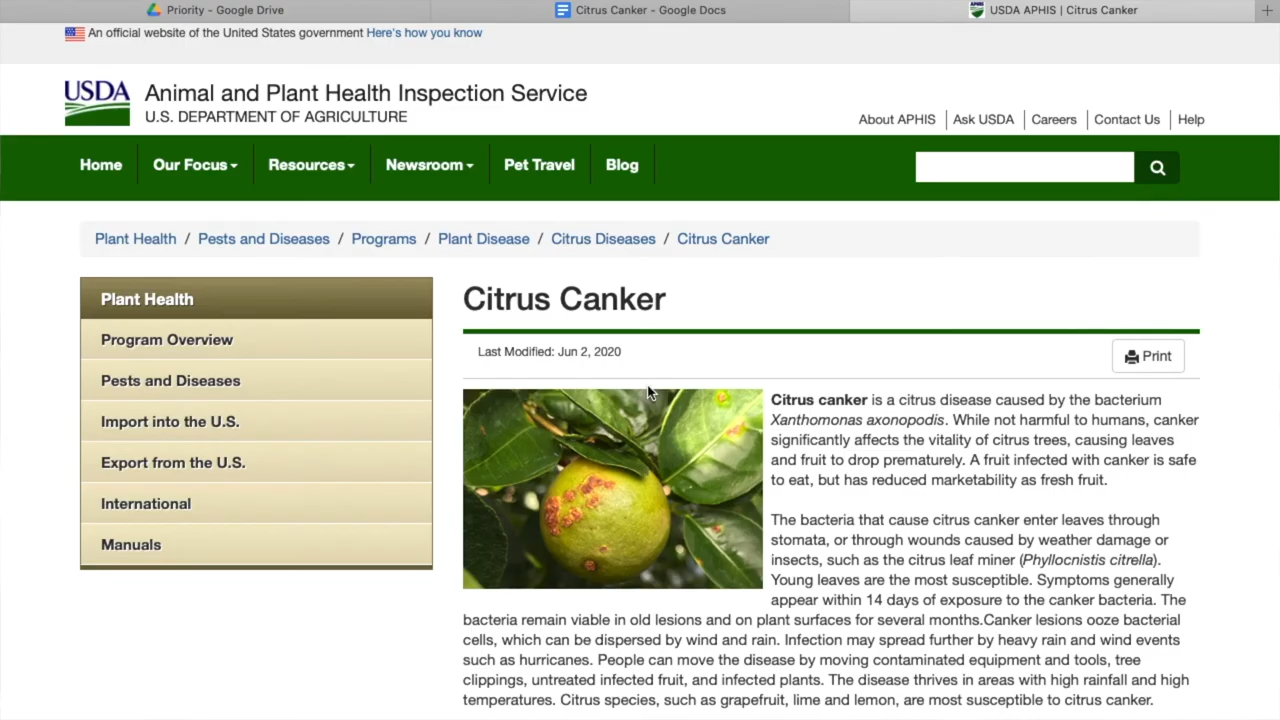 Priority - Google Drive
Citrus Canker - Google Docs
USDA APHIS | Citrus Canker
An official website of the United States government Here's how you know
USDA
Animal and Plant Health Inspection Service
U.S. DEPARTMENT OF AGRICULTURE
About APHIS
Ask USDA
Careers
Contact Us
Help
Home
Our Focus
Resources
Newsroom
Pet Travel
Blog
Plant Health / Pests and Diseases / Programs / Plant Disease / Citrus Diseases / Citrus Canker
Plant Health
Program Overview
Pests and Diseases
Import into the U.S.
Export from the U.S.
International
Manuals
Citrus Canker
Last Modified: Jun 2, 2020
Print
Citrus canker is a citrus disease caused by the bacterium
Xanthomonas axonopodis. While not harmful to humans, canker
significantly affects the vitality of citrus trees, causing leaves
and fruit to drop prematurely. A fruit infected with canker is safe
to eat, but has reduced marketability as fresh fruit.
The bacteria that cause citrus canker enter leaves through
stomata, or through wounds caused by weather damage or
insects, such as the citrus leaf miner (Phyllocnistis citrella).
Young leaves are the most susceptible. Symptoms generally
appear within 14 days of exposure to the canker bacteria. The
bacteria remain viable in old lesions and on plant surfaces for several months.Canker lesions ooze bacterial
cells, which can be dispersed by wind and rain. Infection may spread further by heavy rain and wind events
such as hurricanes. People can move the disease by moving contaminated equipment and tools, tree
clippings, untreated infected fruit, and infected plants. The disease thrives in areas with high rainfall and high
temperatures. Citrus species, such as grapefruit, lime and lemon, are most susceptible to citrus canker.